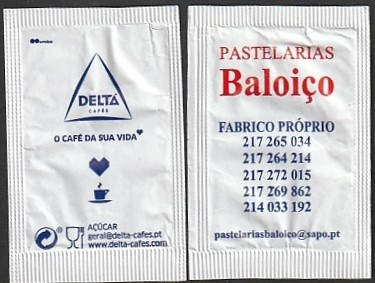 DELTA
CAFÉS
O CAFÉ DA SUA VIDA
AÇÚCAR
geral@delta-cafes.pt
www.delta-cafes.com
PASTELARIAS
Baloiço
FABRICO PRÓPRIO
217 265 034
217 264 214
217 272 015
217 269 862
214 033 192
pastelariasbaloico@sapo.pt